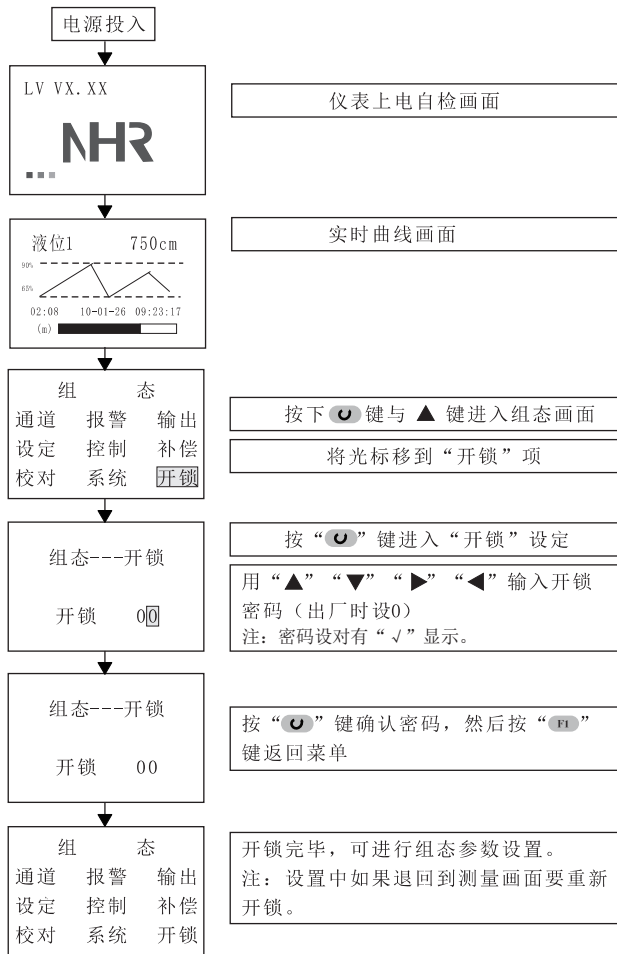 电源投入
LV VX.XX
NHR
仪表上电自检画面
液位1 750cm
90%
65%
02:08 10-01-26 09:23:17
(m)
实时曲线画面
组 态
通道 报警 输出
设定 控制 补偿
校对 系统 开锁
按下 键与 ▲ 键进入组态画面
将光标移到“开锁”项
组态---开锁
开锁 00
按“ ”键进入“开锁”设定
用“▲”“▼”“▶”“◀”输入开锁
密码（出厂时设0）
注：密码设对有“√”显示。
组态---开锁
开锁 00
按“ ”键确认密码，然后按“F1”
键返回菜单
组 态
通道 报警 输出
设定 控制 补偿
校对 系统 开锁
开锁完毕，可进行组态参数设置。
注：设置中如果退回到测量画面要重新
开锁。